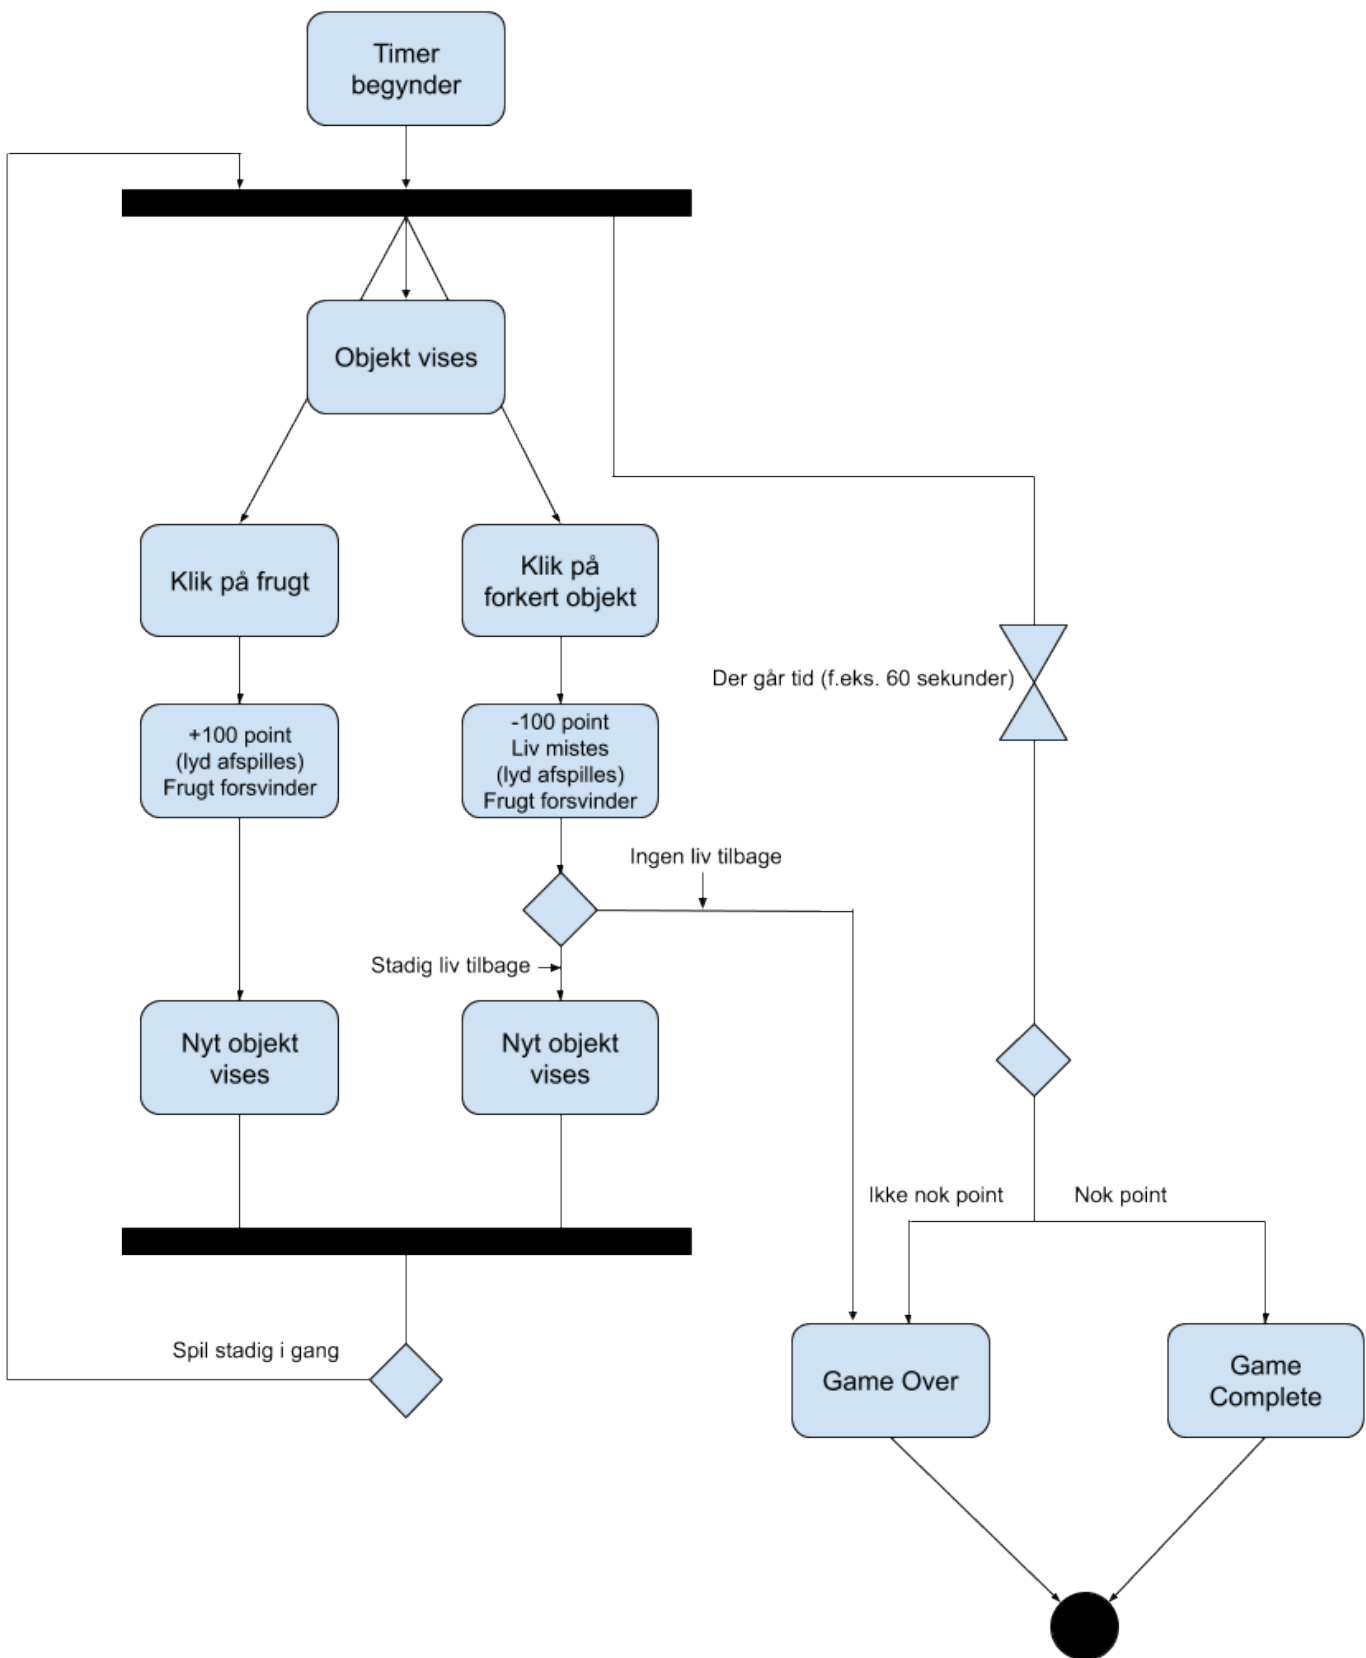 Timer
begynder
Objekt vises
Klik på frugt
Klik på
forkert objekt
Der går tid (f.eks. 60 sekunder)
+100 point
(lyd afspilles)
Frugt forsvinder
-100 point
Liv mistes
(lyd afspilles)
Frugt forsvinder
Ingen liv tilbage
Stadig liv tilbage
Nyt objekt
vises
Nyt objekt
vises
Ikke nok point
Nok point
Spil stadig i gang
Game Over
Game
Complete